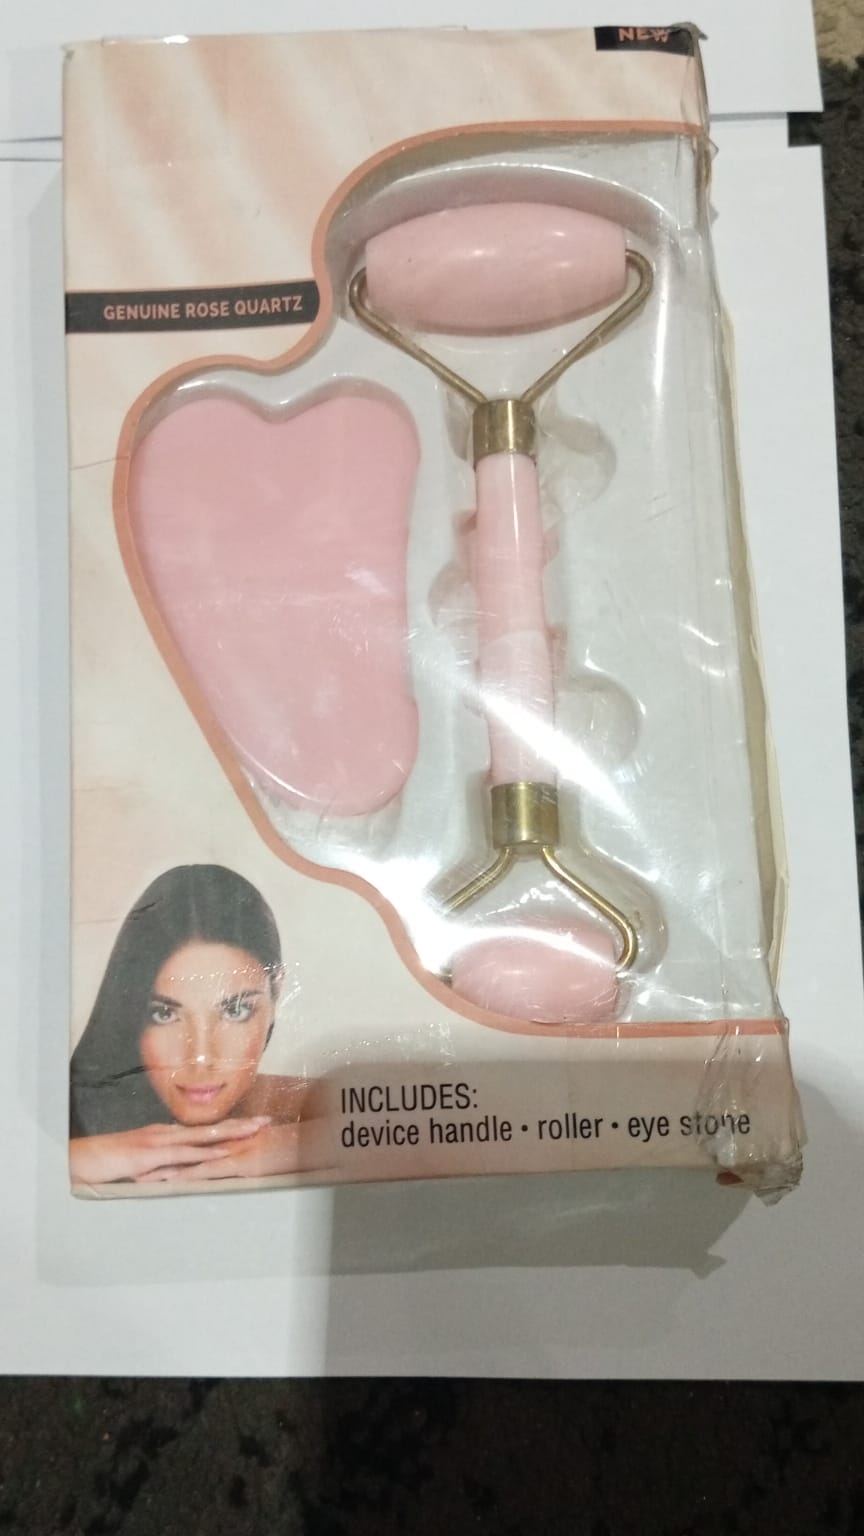 NEW
GENUINE ROSE QUARTZ
INCLUDES:
device handle • roller • eye stone